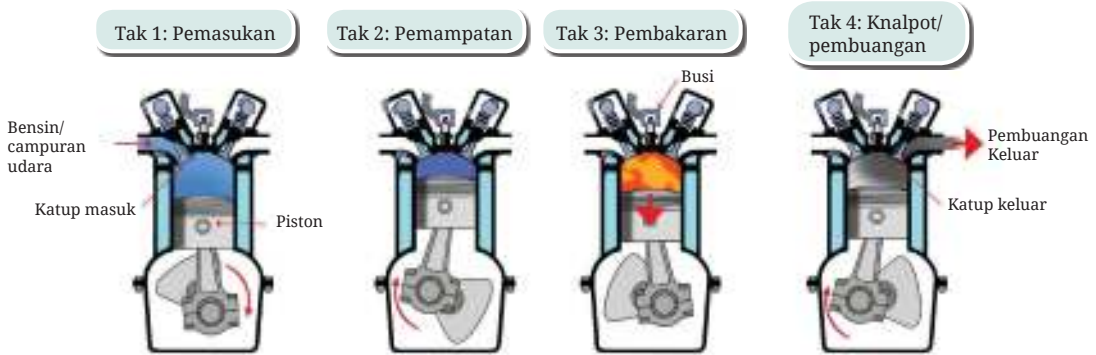 Tak 1: Pemasukan
Tak 2: Pemampatan
Tak 3: Pembakaran
Tak 4: Knalpot/
pembuangan
Busi
Bensin/
campuran
udara
Katup masuk
Piston
Pembuangan
Keluar
Katup keluar